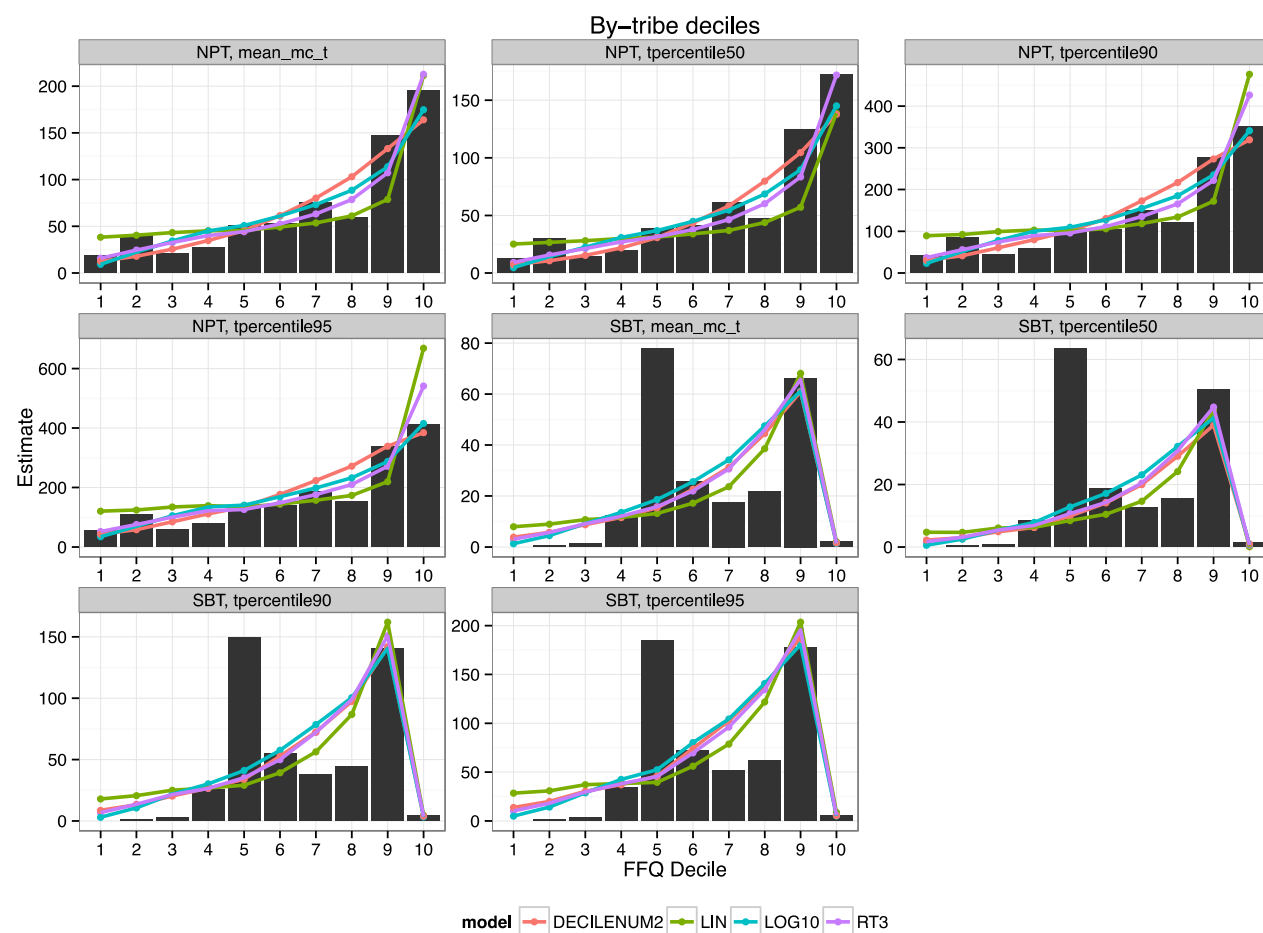 By-tribe deciles
NPT, mean_mc_t
NPT, tpercentile50
NPT, tpercentile90
200
150
100
50
0
150
100
50
0
400
300
200
100
0
1 2 3 4 5 6 7 8 9 10
1 2 3 4 5 6 7 8 9 10
1 2 3 4 5 6 7 8 9 10
NPT, tpercentile95
SBT, mean_mc_t
SBT, tpercentile50
Estimate
600
400
200
0
80
60
40
20
0
60
40
20
0
1 2 3 4 5 6 7 8 9 10
1 2 3 4 5 6 7 8 9 10
1 2 3 4 5 6 7 8 9 10
SBT, tpercentile90
SBT, tpercentile95
150
100
50
0
200
150
100
50
0
1 2 3 4 5 6 7 8 9 10
1 2 3 4 5 6 7 8 9 10
FFQ Decile
model DECILENUM2 LIN LOG10 RT3